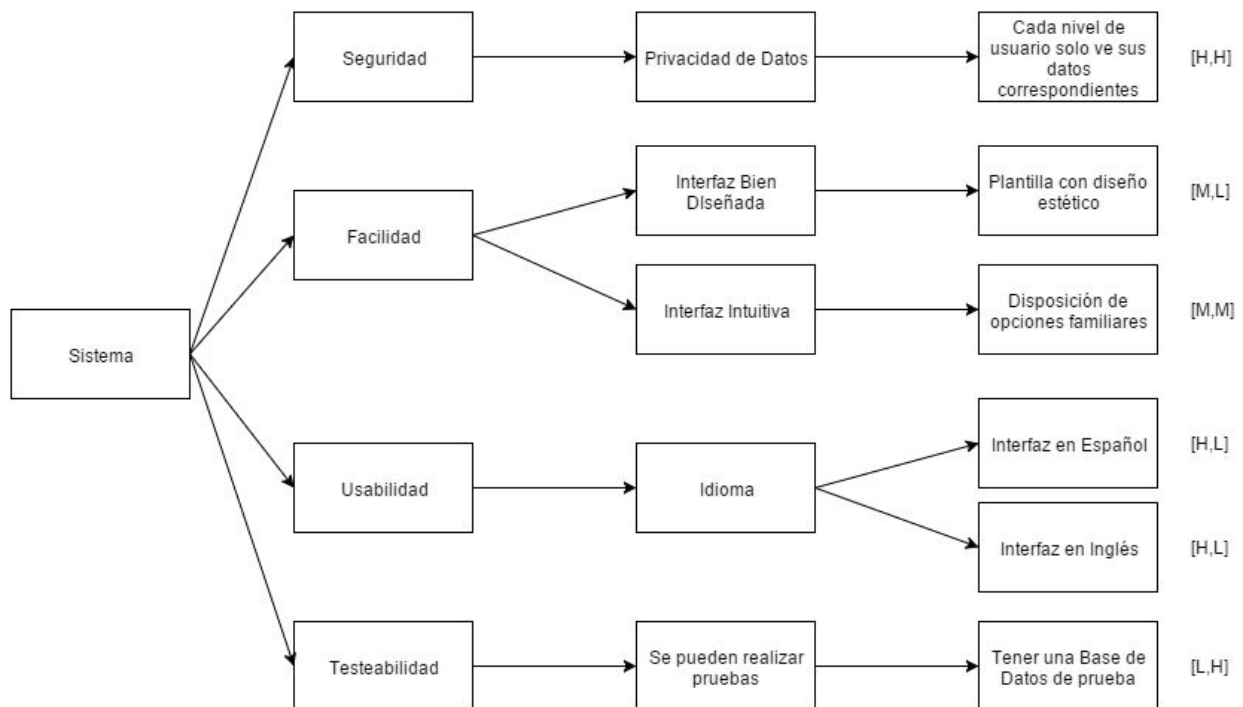 Sistema
Seguridad
Privacidad de Datos
Cada nivel de
usuario solo ve sus
datos
correspondientes
[H,H]
Facilidad
Interfaz Bien
DIseñada
Plantilla con diseño
estético
[M,L]
Interfaz Intuitiva
Disposición de
opciones familiares
[M,M]
Usabilidad
Idioma
Interfaz en Español
[H,L]
Interfaz en Inglés
[H,L]
Testeabilidad
Se pueden realizar
pruebas
Tener una Base de
Datos de prueba
[L,H]